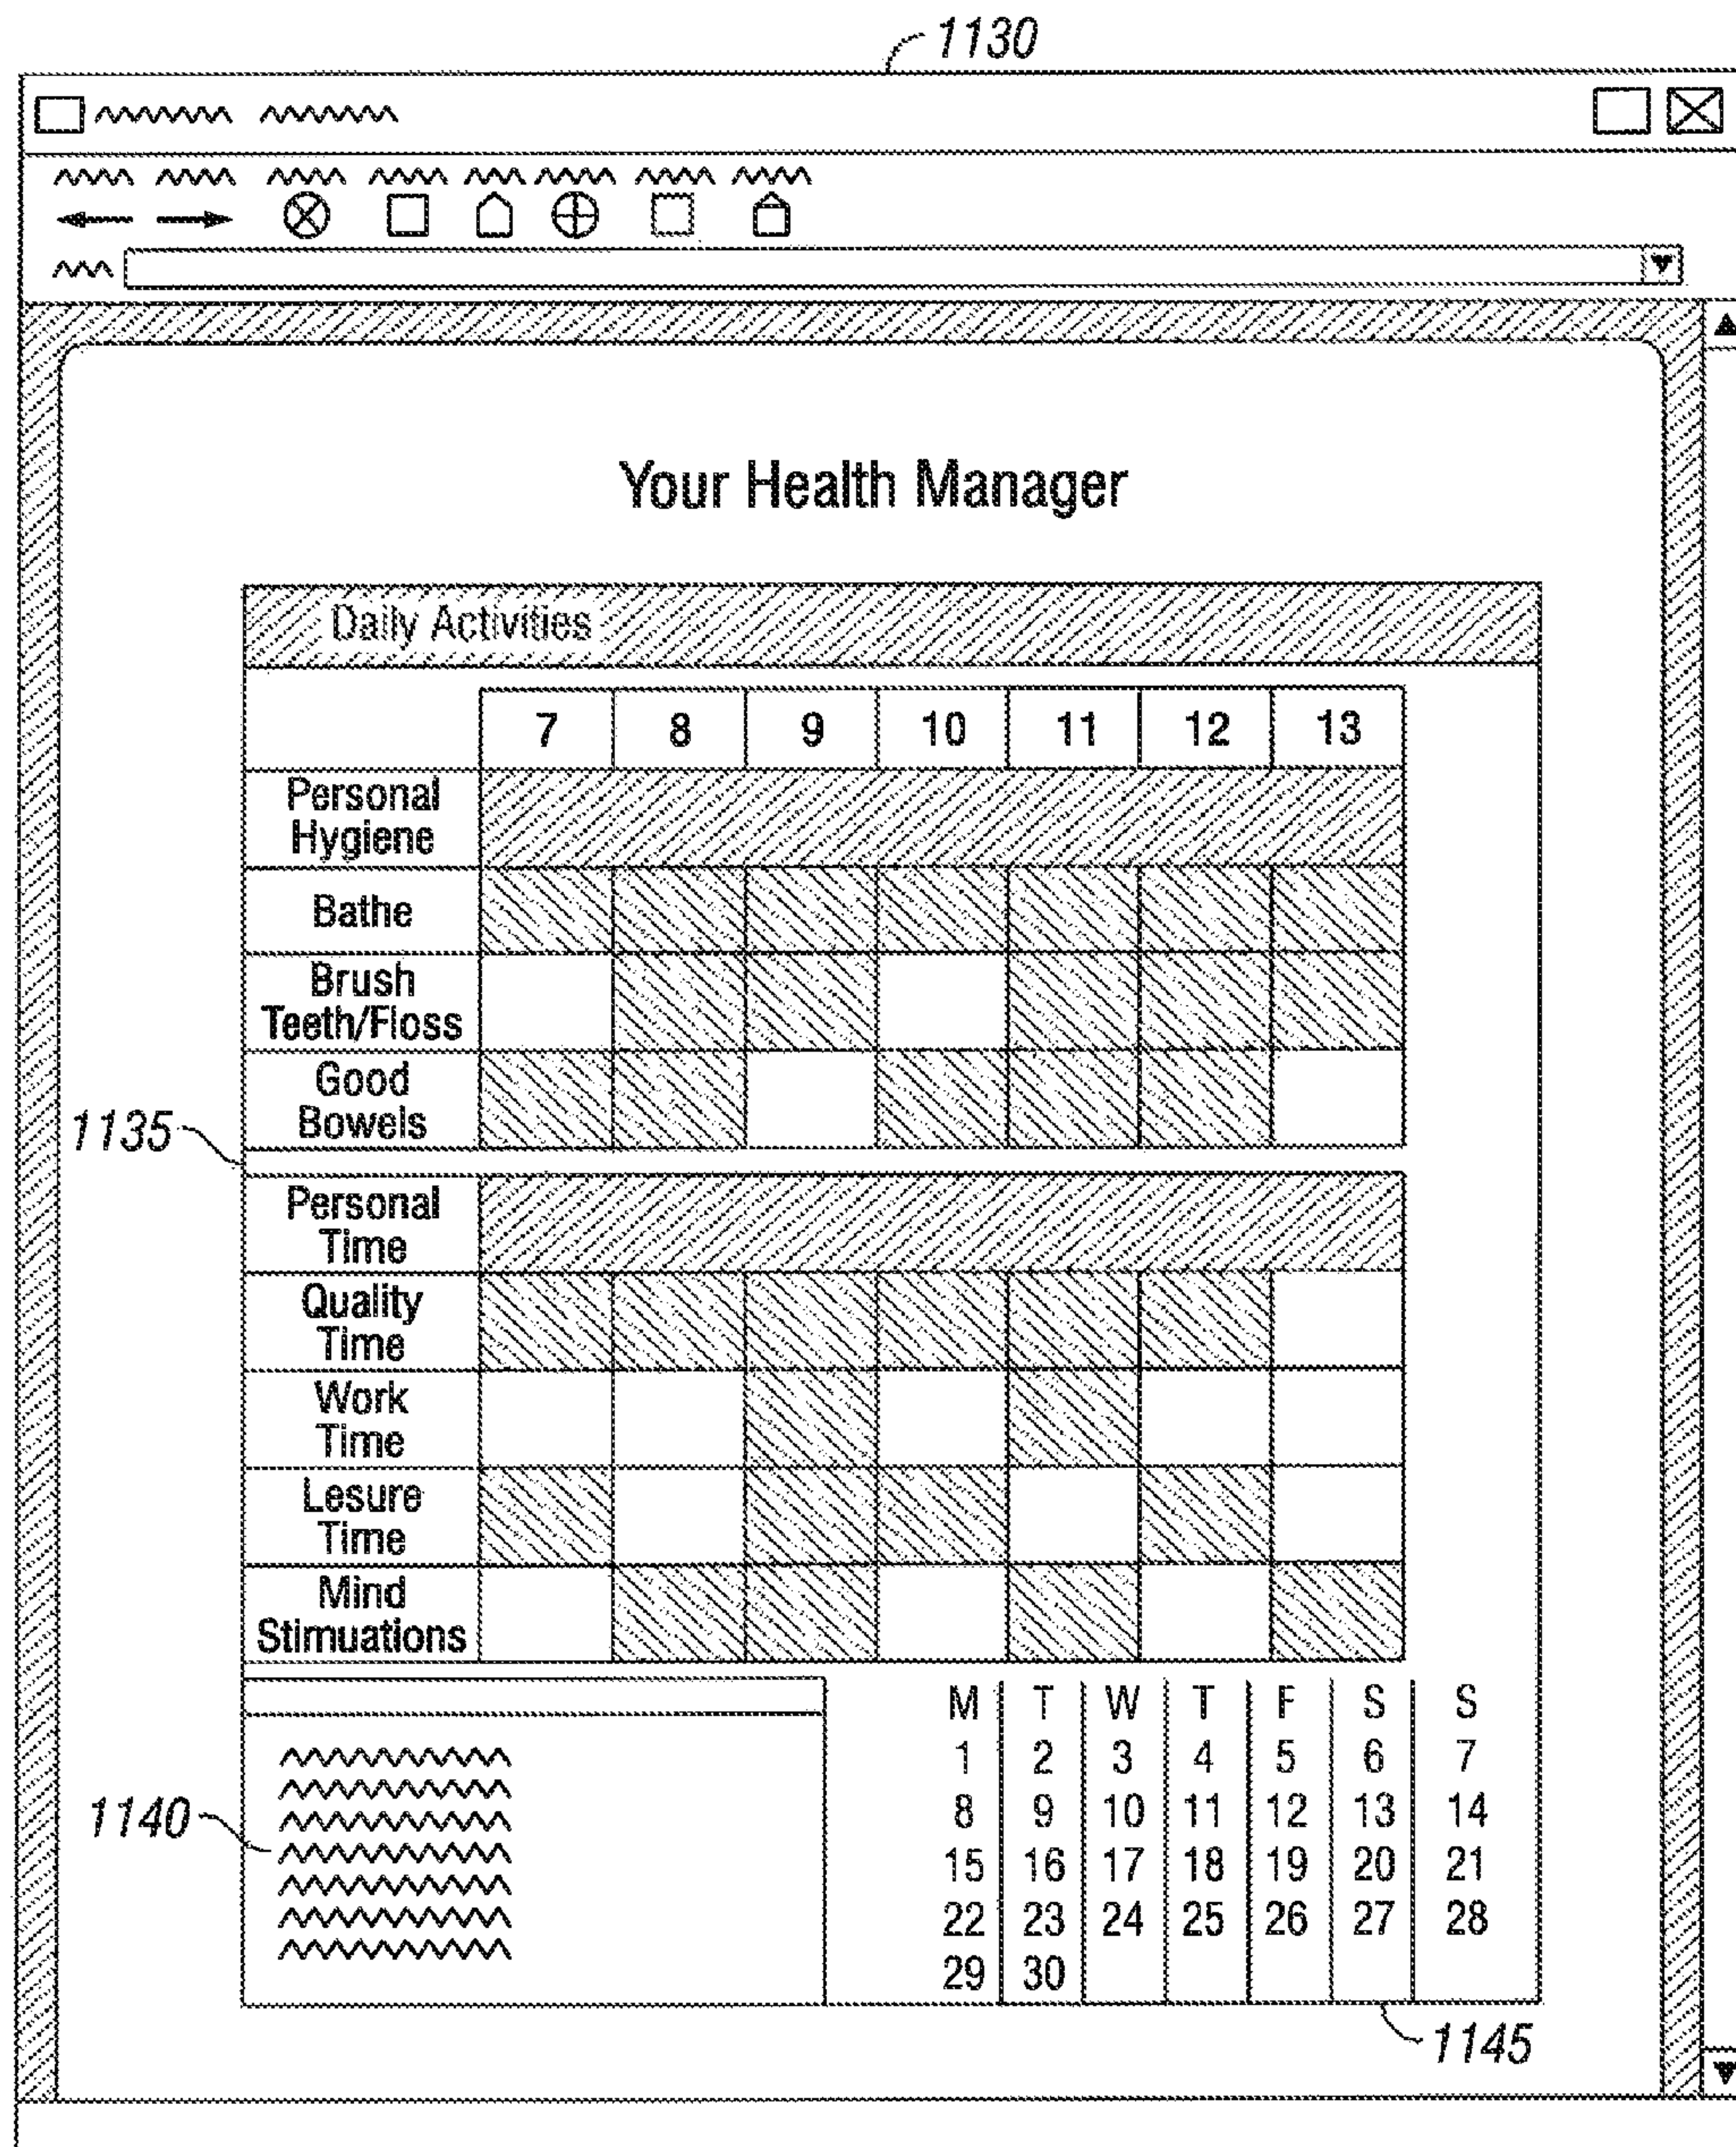 1130
Your Health Manager
Daily Activities
7 8 9 10 11 12 13
Personal
Hygiene
Bathe
Brush
Teeth/Floss
Good
Bowels
1135
Personal
Time
Quality
Time
Work
Time
Lesure
Time
Mind
Stimuations
M T W T F S S
1 2 3 4 5 6 7
8 9 10 11 12 13 14
1140
15 16 17 18 19 20 21
22 23 24 25 26 27 28
29 30
1145